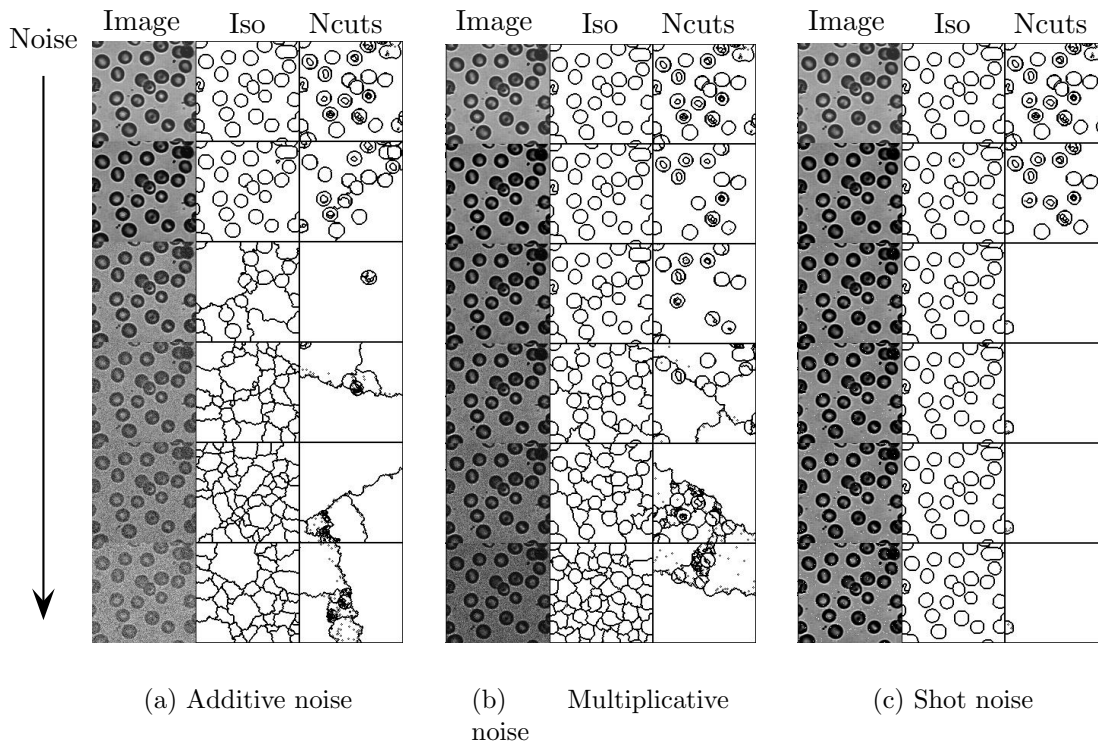 Noise
Image Iso Ncuts
Image Iso Ncuts
Image Iso Ncuts
(a) Additive noise
(b) Multiplicative
noise
(c) Shot noise